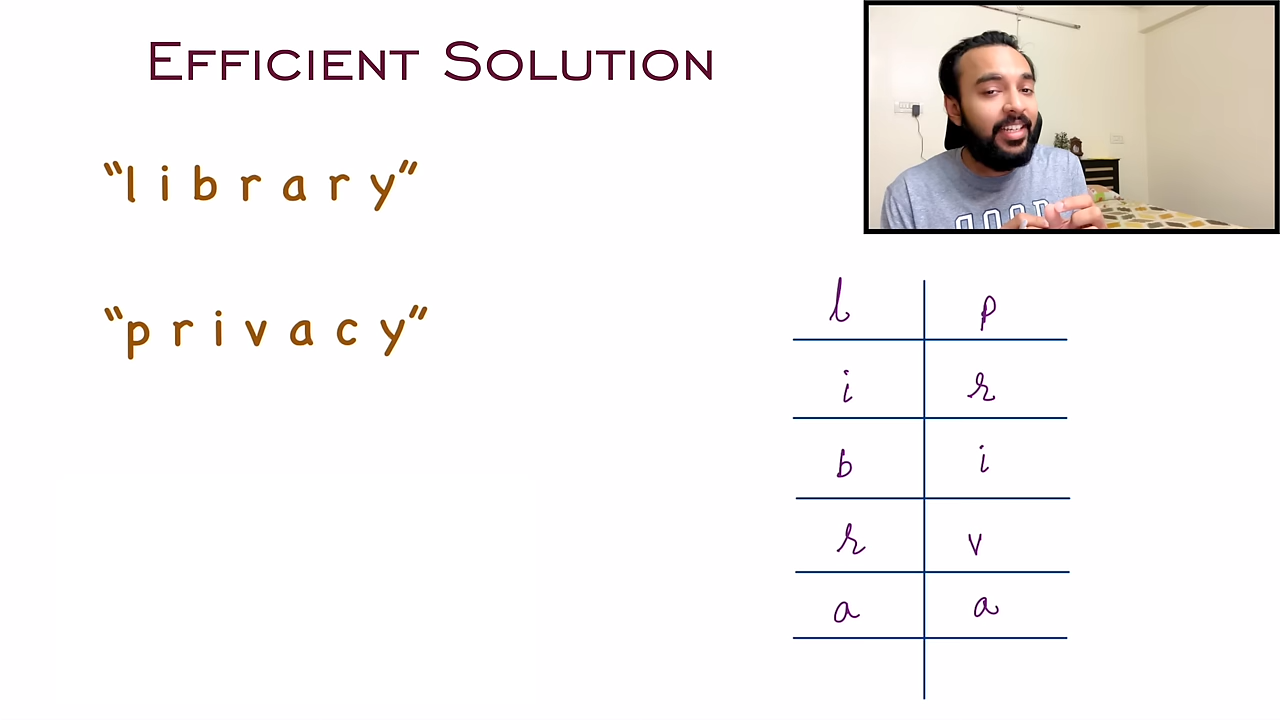 EFFICIENT SOLUTION
"library"
"privacy"
l p
i r
b i
r v
a a